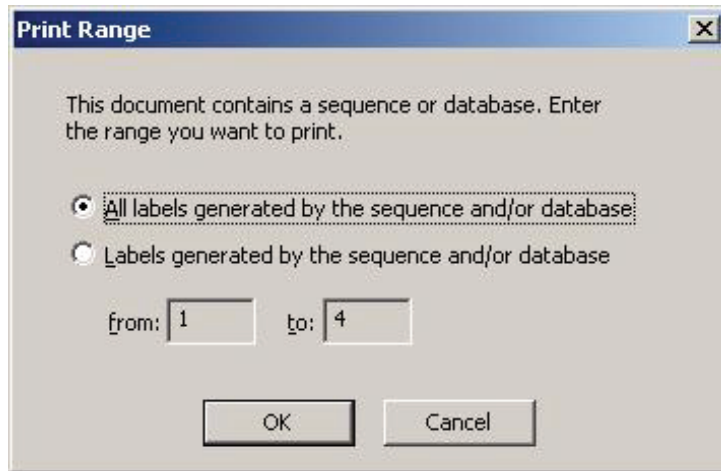 Print Range
This document contains a sequence or database. Enter
the range you want to print.
All labels generated by the sequence and/or database
Labels generated by the sequence and/or database
from: 1 to: 4
OK Cancel